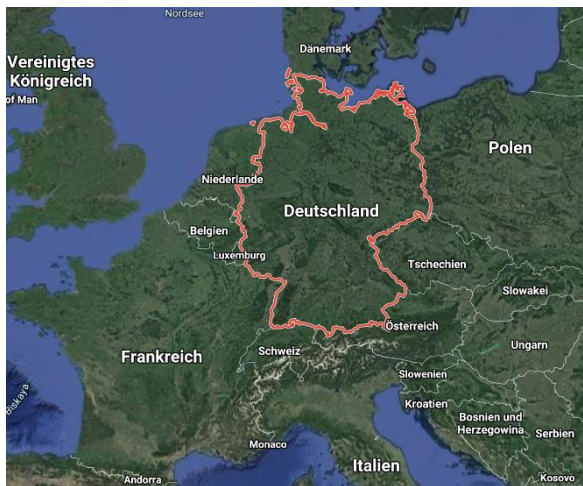 Nordsee
Dänemark
Vereinigtes
Königreich
of Man
Polen
Niederlande
Deutschland
Belgien
Luxemburg
Tschechien
Slowakei
Österreich
Ungarn
Frankreich
Schweiz
Slowenien
Kroatien
Biskaya
Bosnien und
Herzegowina
Serbien
Monaco
Italien
Andorra
Kosovo